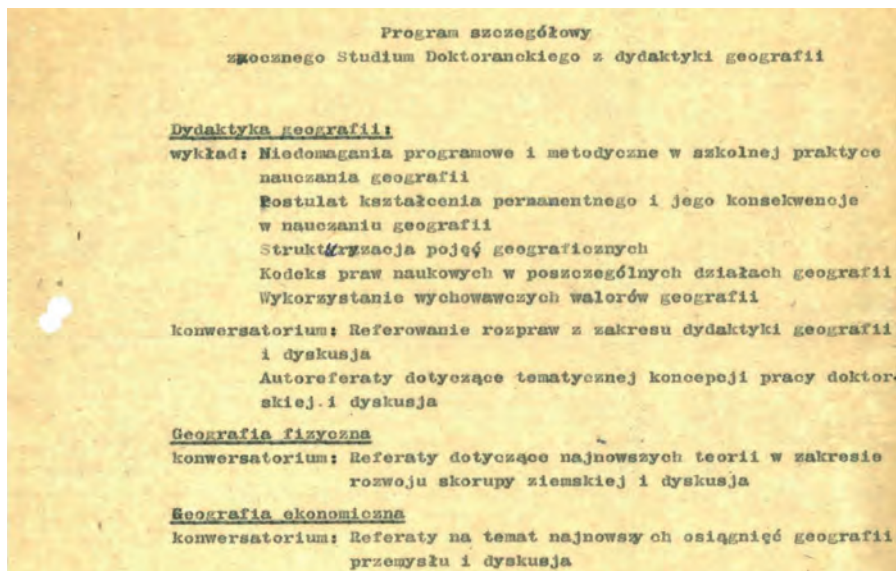 Program szczegółowy
zaocznego Studium Doktoranckiego z dydaktyki geografii
Dydaktyka geografii:
wykład: Niedomagania programowe i metodyczne w szkolnej praktyce
nauczania geografii
Postulat kształcenia permanentnego i jego konsekwencje
w nauczaniu geografii
Strukturyzacja pojęć geograficznych
Kodeks praw naukowych w poszczególnych działach geografii
Wykorzystanie wychowawczych walorów geografii
konwersatorium: Referowanie rozpraw z zakresu dydaktyki geografii
i dyskusja
Autoreferaty dotyczące tematycznej koncepcji pracy doktor-
skiej i dyskusja
Geografia fizyczna
konwersatorium: Referaty dotyczące najnowszych teorii w zakresie
rozwoju skorupy ziemskiej i dyskusja
Geografia ekonomiczna
konwersatorium: Referaty na temat najnowszych osiągnięć geografii
przemysłu i dyskusja